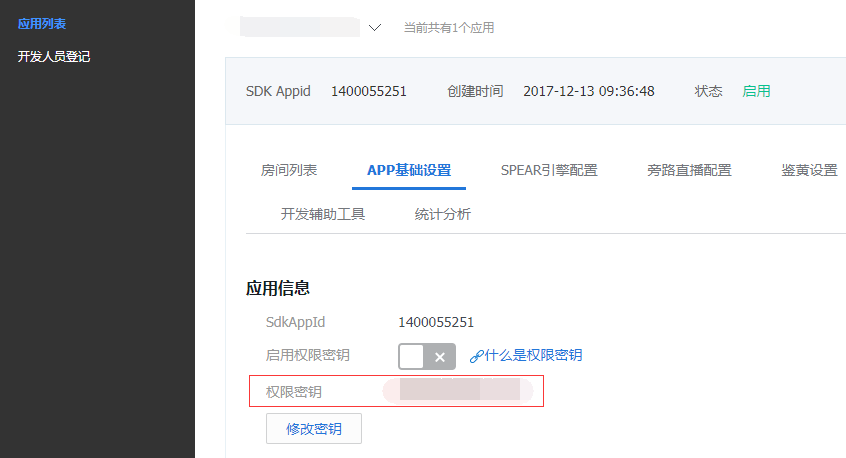 应用列表
开发人员登记
当前共有1个应用
SDK Appid 1400055251 创建时间 2017-12-13 09:36:48 状态 启用
房间列表 APP基础设置 SPEAR引擎配置 旁路直播配置 鉴黄设置
开发辅助工具 统计分析
应用信息
SdkAppId 1400055251
启用权限密钥 什么是权限密钥
权限密钥
修改密钥